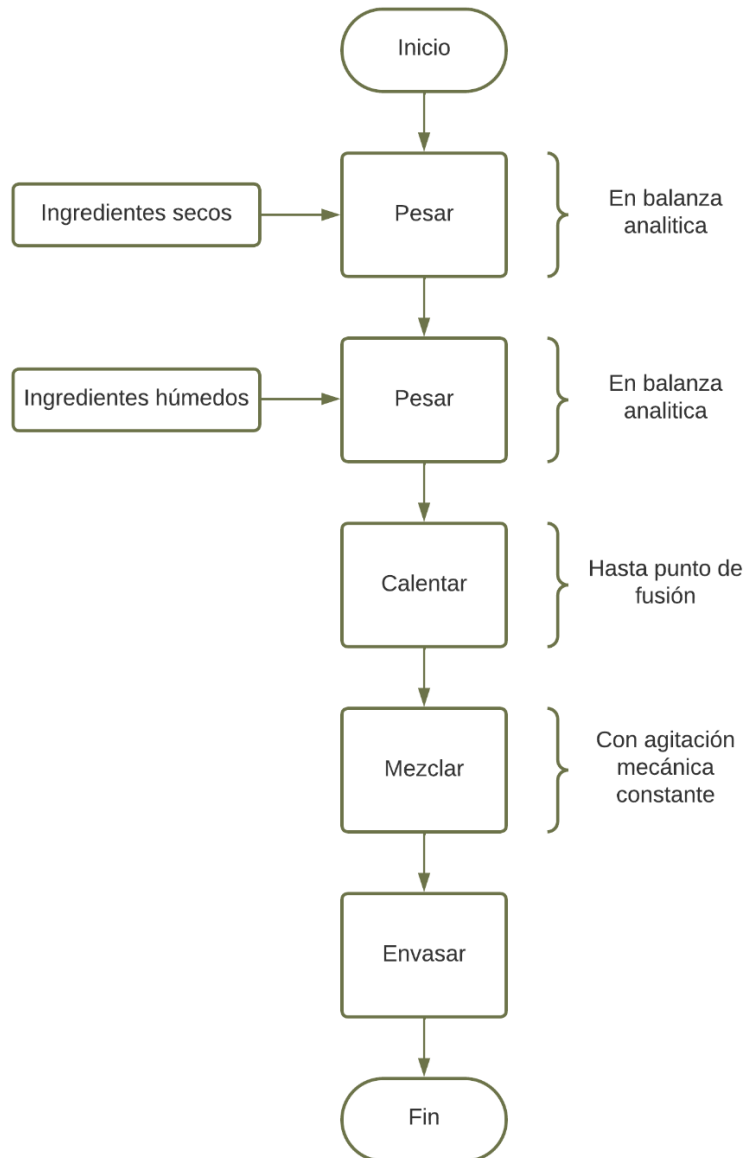 Inicio
Ingredientes secos
Pesar
En balanza
analitica
Ingredientes húmedos
Pesar
En balanza
analitica
Calentar
Hasta punto de
fusión
Mezclar
Con agitación
mecánica
constante
Envasar
Fin